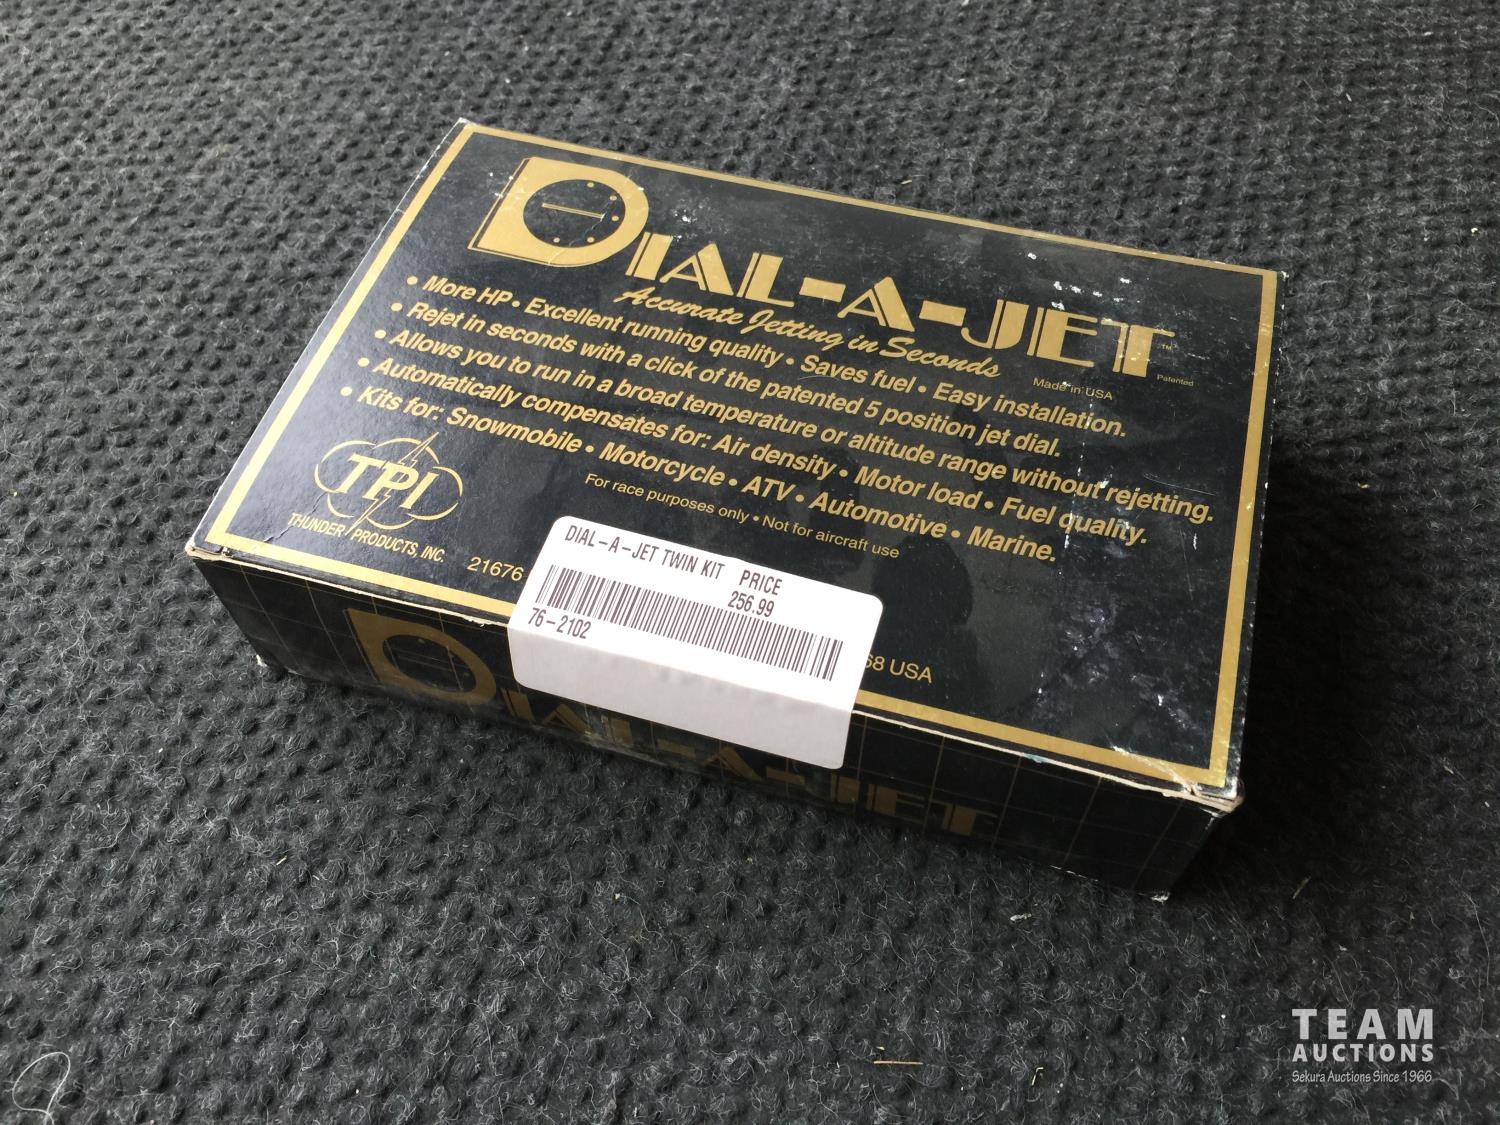 DIAL-A-JET™
Accurate Jetting in Seconds
Made in USA
Patented
• More HP • Excellent running quality • Saves fuel • Easy installation.
• Rejet in seconds with a click of the patented 5 position jet dial.
• Allows you to run in a broad temperature or altitude range without rejetting.
• Automatically compensates for: Air density • Motor load • Fuel quality.
• Kits for: Snowmobile • Motorcycle • ATV • Automotive • Marine.
For race purposes only • Not for aircraft use
TPI
THUNDER PRODUCTS, INC.
21676
68 USA
DIAL-A-JET TWIN KIT PRICE
256.99
76-2102
DIAL-A-JET
TEAM
AUCTIONS
Sekura Auctions Since 1966